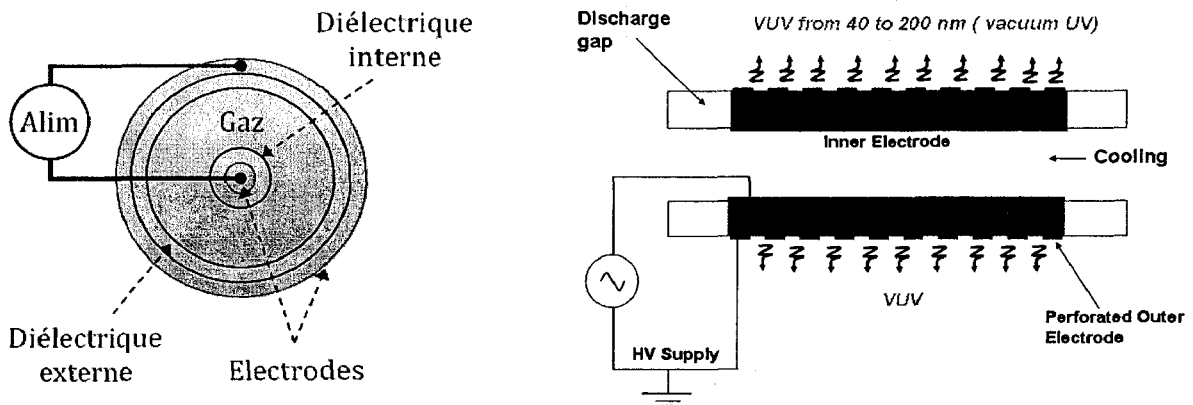 Diélectrique
interne
Alim
Gaz
Diélectrique
externe
Electrodes
Discharge
gap
VUV from 40 to 200 nm ( vacuum UV)
Inner Electrode
Cooling
VUV
HV Supply
Perforated Outer
Electrode